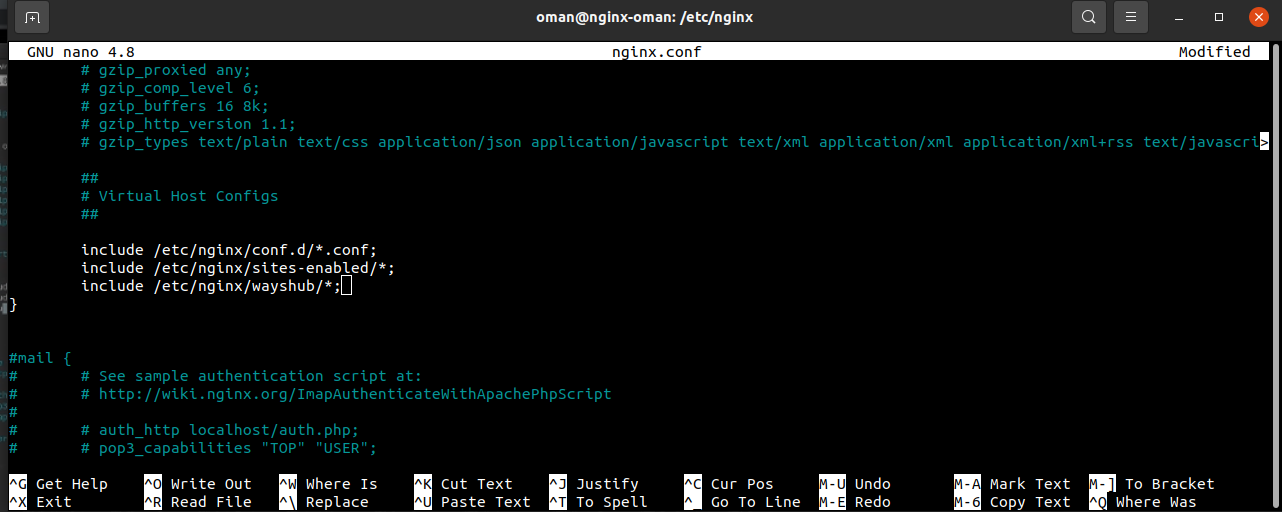 oman@nginx-oman: /etc/nginx
GNU nano 4.8 nginx.conf Modified
# gzip_proxied any;
# gzip_comp_level 6;
# gzip_buffers 16 8k;
# gzip_http_version 1.1;
# gzip_types text/plain text/css application/json application/javascript text/xml application/xml application/xml+rss text/javascri>
##
# Virtual Host Configs
##
include /etc/nginx/conf.d/*.conf;
include /etc/nginx/sites-enabled/*;
include /etc/nginx/wayshub/*;
}
#mail {
# # See sample authentication script at:
# # http://wiki.nginx.org/ImapAuthenticateWithApachePhpScript
#
# # auth_http localhost/auth.php;
# # pop3_capabilities "TOP" "USER";
^G Get Help ^O Write Out ^W Where Is ^K Cut Text ^J Justify ^C Cur Pos M-U Undo M-A Mark Text M-] To Bracket
^X Exit ^R Read File ^\ Replace ^U Paste Text ^T To Spell ^_ Go To Line M-E Redo M-6 Copy Text ^Q Where Was